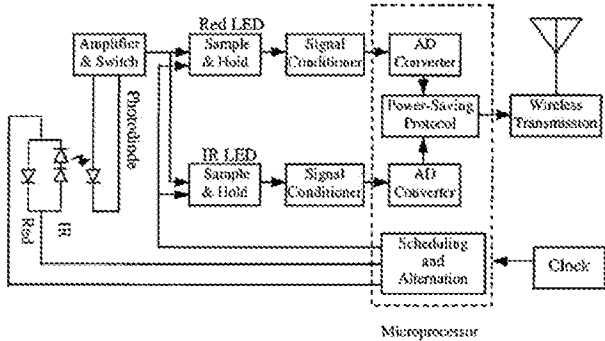 Red LED
Amplifier
& Switch
Sample
& Hold
Signal
Conditioner
AD
Converter
Photodiode
Power-Saving
Protocol
Wireless
Transmission
IR LED
Sample
& Hold
Signal
Conditioner
AD
Converter
Red
IR
Scheduling
and
Alternation
Clock
Microprocessor